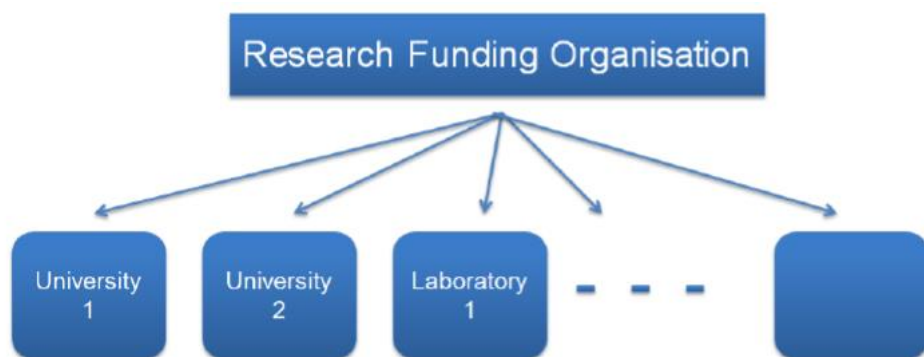 Research Funding Organisation
University
1
University
2
Laboratory
1